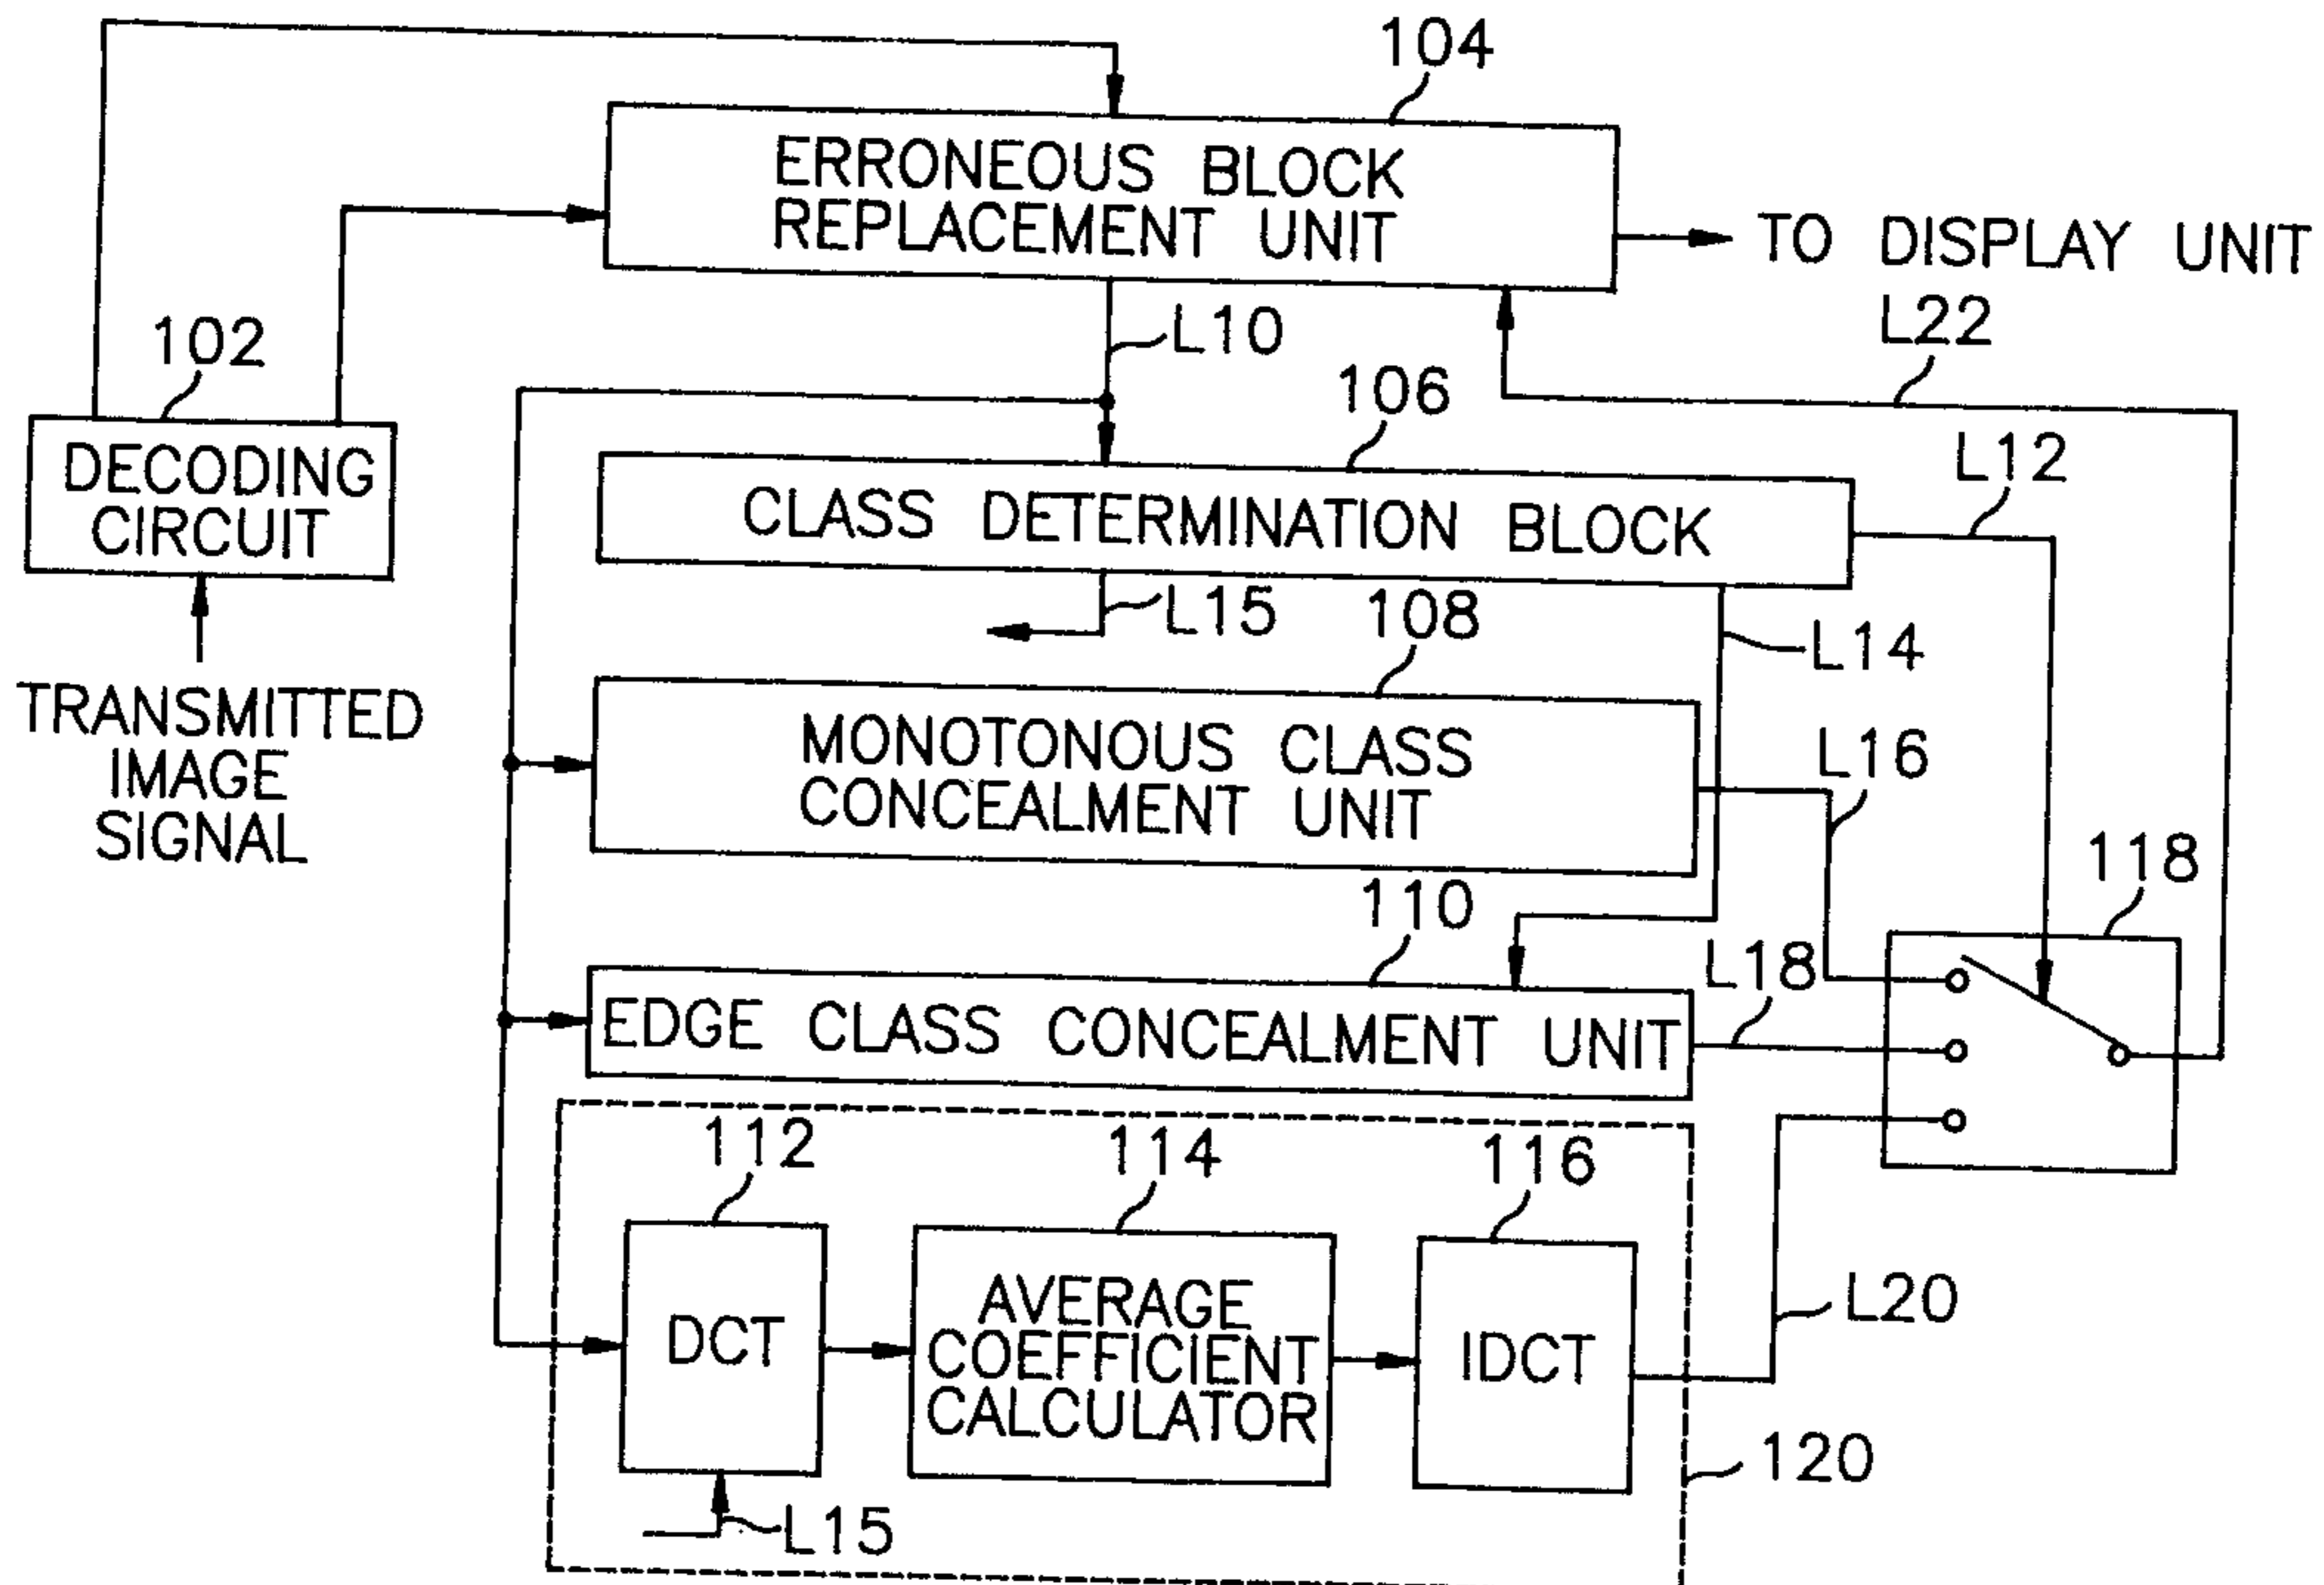 104
ERRONEOUS BLOCK
REPLACEMENT UNIT
TO DISPLAY UNIT
L22
L10
102
106
DECODING
CIRCUIT
L12
CLASS DETERMINATION BLOCK
L15
108
L14
TRANSMITTED
IMAGE
SIGNAL
MONOTONOUS CLASS
CONCEALMENT UNIT
L16
118
110
L18
EDGE CLASS CONCEALMENT UNIT
112
114
116
DCT
AVERAGE
COEFFICIENT
CALCULATOR
IDCT
L20
120
L15